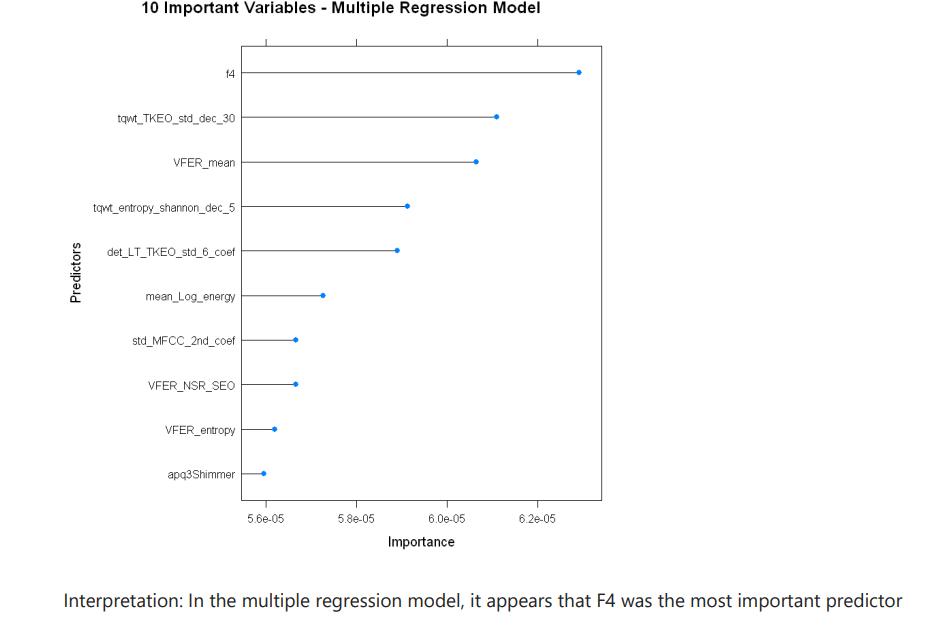 10 Important Variables - Multiple Regression Model
f4
tqwt_TKEO_std_dec_30
VFER_mean
tqwt_entropy_shannon_dec_5
det_LT_TKEO_std_6_coef
mean_Log_energy
std_MFCC_2nd_coef
VFER_NSR_SEO
VFER_entropy
apq3Shimmer
Predictors
5.6e-05 5.8e-05 6.0e-05 6.2e-05
Importance
Interpretation: In the multiple regression model, it appears that F4 was the most important predictor